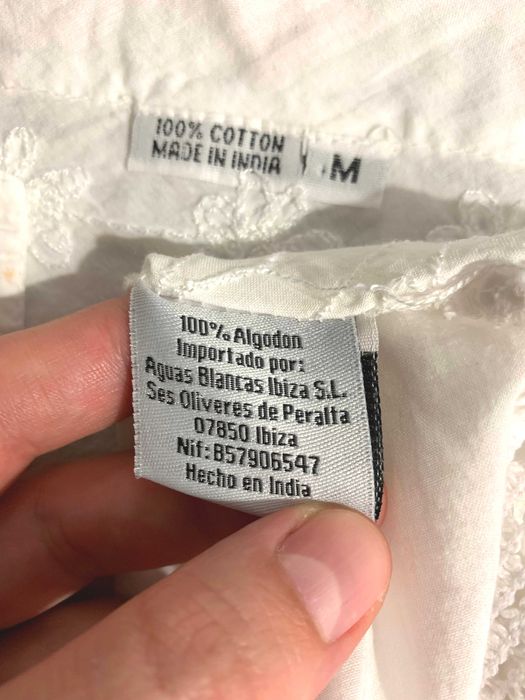 100% COTTON
MADE IN INDIA
M
100% Algodon
Importado por:
Aguas Blancas Ibiza S.L.
Ses Oliveres de Peralta
07850 Ibiza
Nif: B57906547
Hecho en India